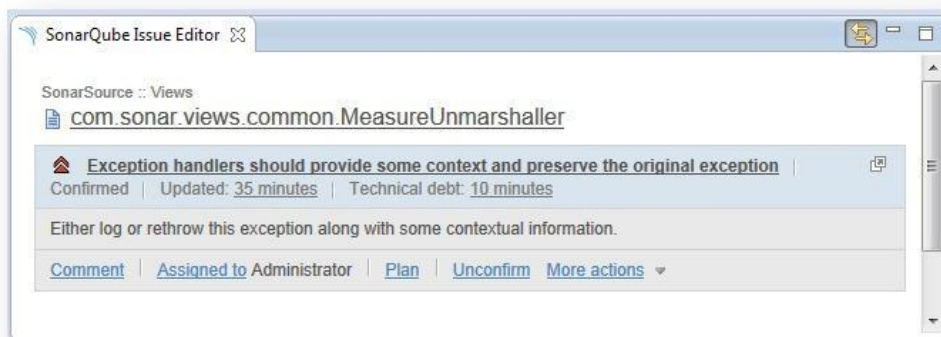 SonarQube Issue Editor
SonarSource :: Views
com.sonar.views.common.MeasureUnmarshaller
Exception handlers should provide some context and preserve the original exception |
Confirmed | Updated: 35 minutes | Technical debt: 10 minutes
Either log or rethrow this exception along with some contextual information.
Comment | Assigned to Administrator | Plan | Unconfirm More actions